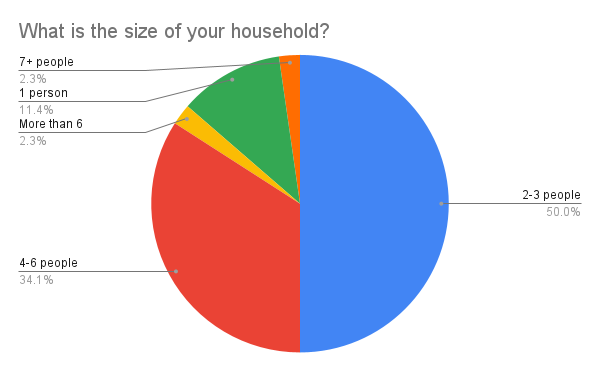 What is the size of your household?
7+ people
2.3%
1 person
11.4%
More than 6
2.3%
2-3 people
50.0%
4-6 people
34.1%